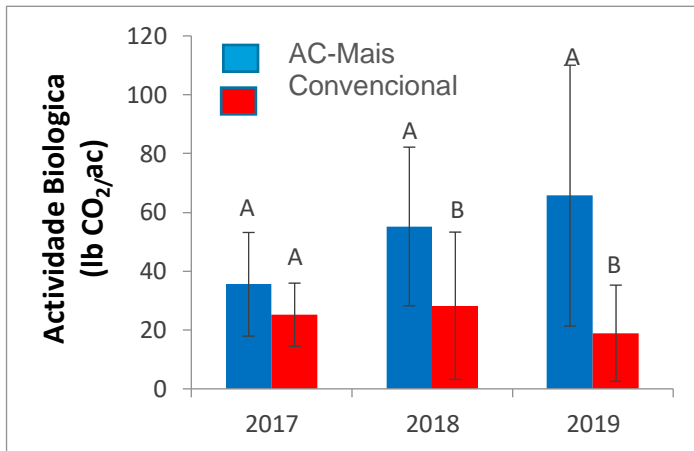 Actividade Biologica
(lb CO₂/ac)
120
100
80
60
40
20
0
AC-Mais
Convencional
A
A
A
B
A
B
2017
2018
2019